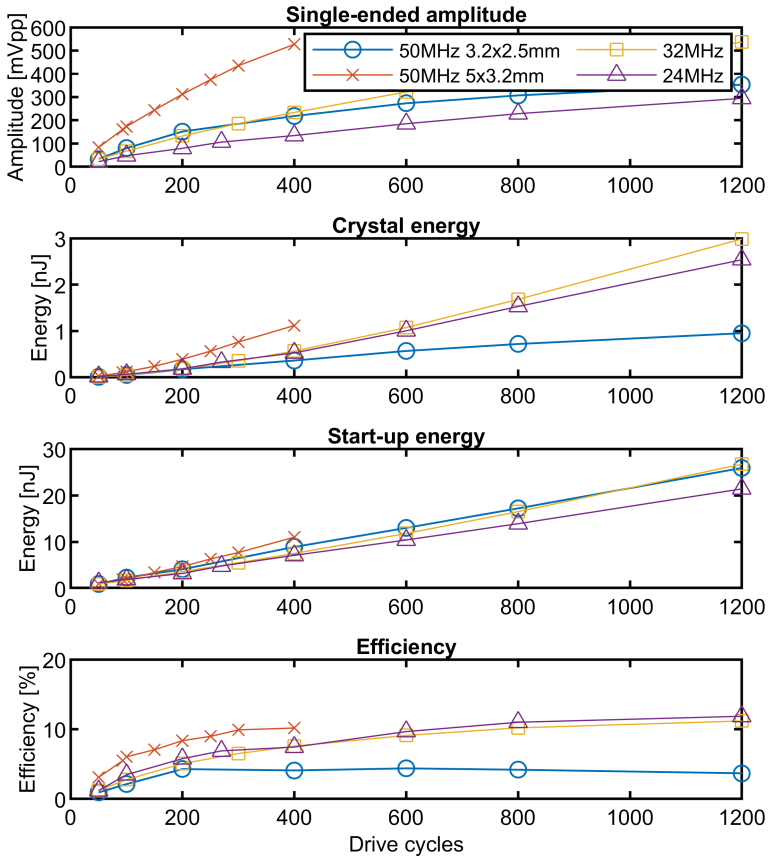 Single-ended amplitude
Amplitude [mVpp]
600
500
400
300
200
100
0
50MHz 3.2x2.5mm
32MHz
50MHz 5x3.2mm
24MHz
0 200 400 600 800 1000 1200
Crystal energy
Energy [nJ]
3
2
1
0
0 200 400 600 800 1000 1200
Start-up energy
Energy [nJ]
30
20
10
0
0 200 400 600 800 1000 1200
Efficiency
Efficiency [%]
20
10
0
0 200 400 600 800 1000 1200
Drive cycles